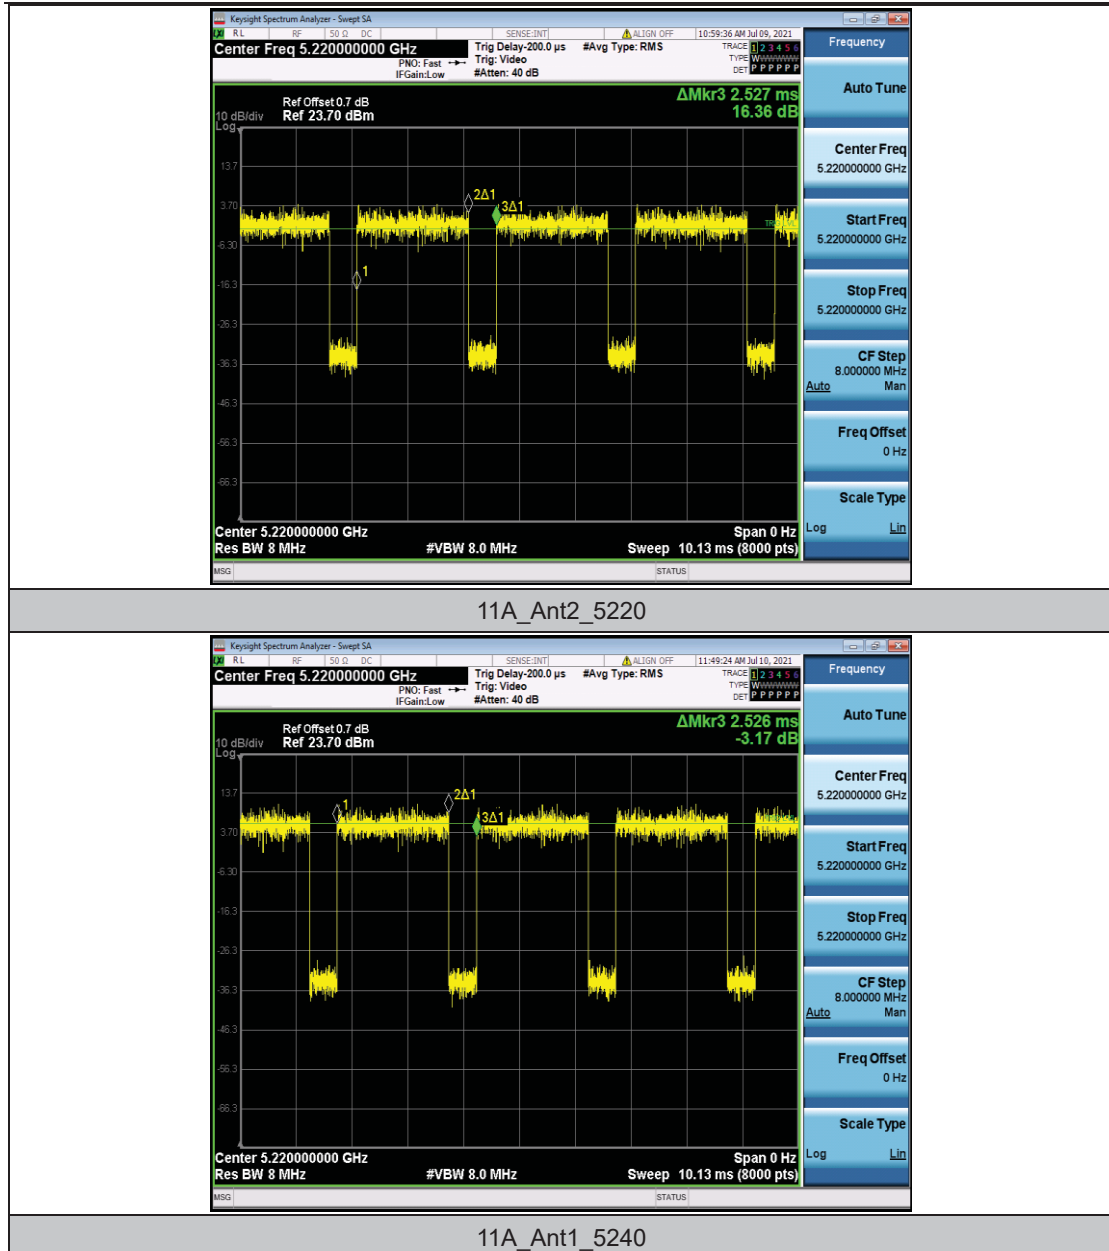 Keysight Spectrum Analyzer - Swept SA
LXI RL RF 50 Ω DC SENSE:INT ALIGN OFF 10:59:36 AM Jul 09, 2021
Center Freq 5.220000000 GHz
PNO: Fast
IFGain:Low
Trig Delay-200.0 µs
Trig: Video
#Atten: 40 dB
#Avg Type: RMS
TRACE 1 2 3 4 5 6
TYPE W
DET P P P P P P
Ref Offset 0.7 dB
10 dB/div Ref 23.70 dBm
Log
ΔMkr3 2.527 ms
16.36 dB
13.7
3.70
-6.30
-16.3
-26.3
-36.3
-46.3
-56.3
-66.3
2Δ1
3Δ1
1
Center 5.220000000 GHz Span 0 Hz
Res BW 8 MHz #VBW 8.0 MHz Sweep 10.13 ms (8000 pts)
MSG STATUS
Frequency
Auto Tune
Center Freq
5.220000000 GHz
Start Freq
5.220000000 GHz
Stop Freq
5.220000000 GHz
CF Step
8.000000 MHz
Auto Man
Freq Offset
0 Hz
Scale Type
Log Lin
11A_Ant2_5220
Keysight Spectrum Analyzer - Swept SA
LXI RL RF 50 Ω DC SENSE:INT ALIGN OFF 11:49:24 AM Jul 10, 2021
Center Freq 5.220000000 GHz
PNO: Fast
IFGain:Low
Trig Delay-200.0 µs
Trig: Video
#Atten: 40 dB
#Avg Type: RMS
TRACE 1 2 3 4 5 6
TYPE W
DET P P P P P P
Ref Offset 0.7 dB
10 dB/div Ref 23.70 dBm
Log
ΔMkr3 2.526 ms
-3.17 dB
13.7
3.70
-6.30
-16.3
-26.3
-36.3
-46.3
-56.3
-66.3
1
2Δ1
3Δ1
Center 5.220000000 GHz Span 0 Hz
Res BW 8 MHz #VBW 8.0 MHz Sweep 10.13 ms (8000 pts)
MSG STATUS
Frequency
Auto Tune
Center Freq
5.220000000 GHz
Start Freq
5.220000000 GHz
Stop Freq
5.220000000 GHz
CF Step
8.000000 MHz
Auto Man
Freq Offset
0 Hz
Scale Type
Log Lin
11A_Ant1_5240